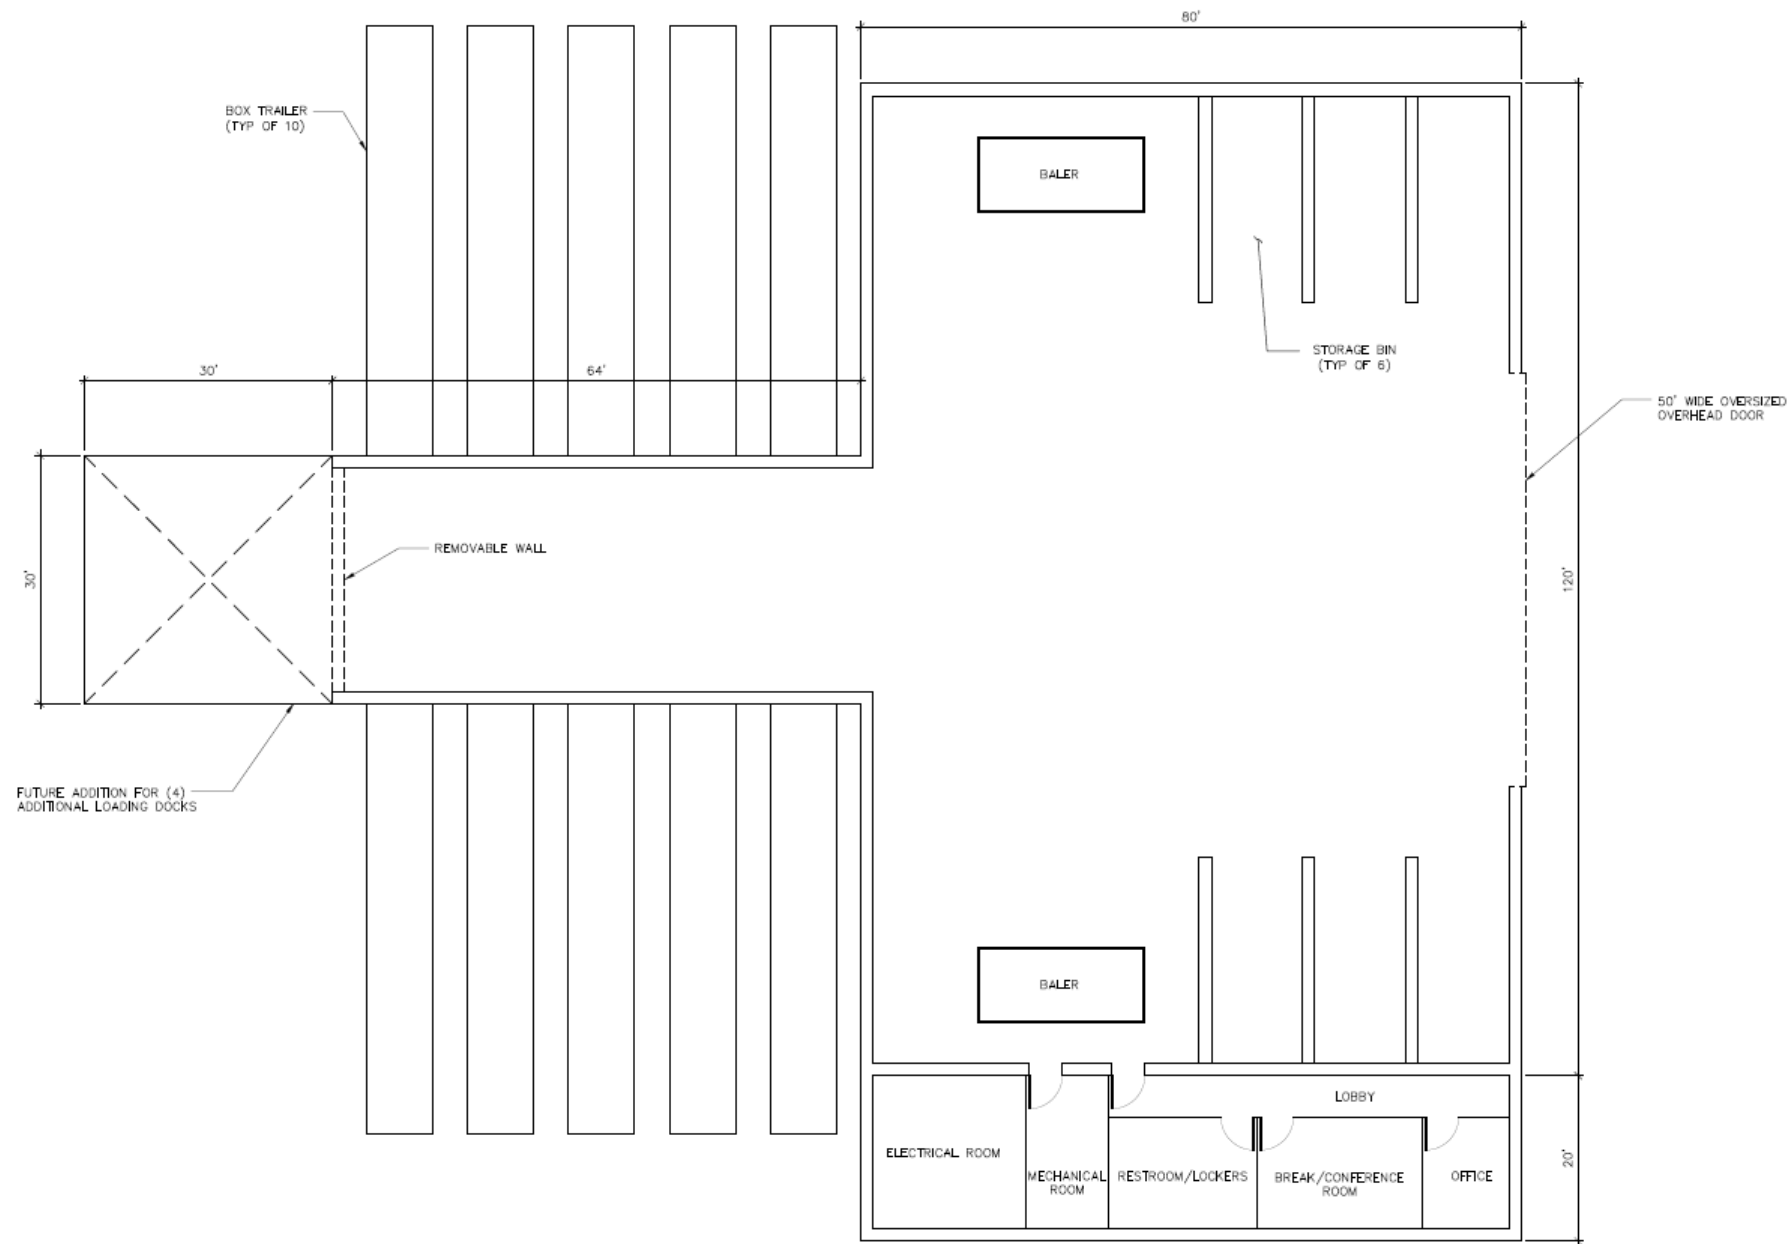 80'
BOX TRAILER
(TYP OF 10)
BALER
STORAGE BIN
(TYP OF 6)
30'
64'
50' WIDE OVERSIZED
OVERHEAD DOOR
REMOVABLE WALL
30'
120'
FUTURE ADDITION FOR (4)
ADDITIONAL LOADING DOCKS
BALER
LOBBY
ELECTRICAL ROOM
MECHANICAL
ROOM
RESTROOM/LOCKERS
BREAK/CONFERENCE
ROOM
OFFICE
20'